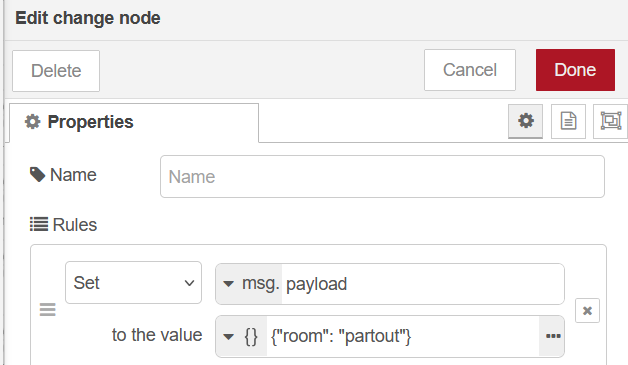 Edit change node
Delete
Cancel
Done
Properties
Name
Name
Rules
Set
msg. payload
to the value
{} {"room": "partout"}